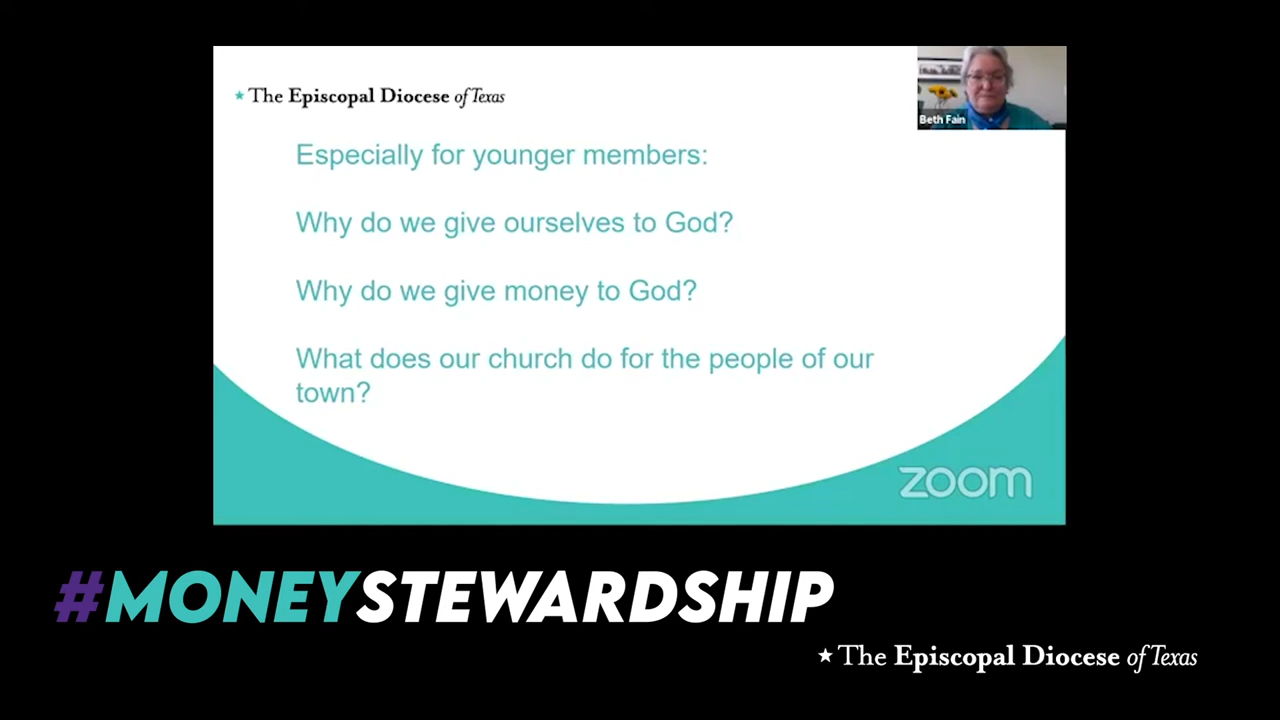 The Episcopal Diocese of Texas
Beth Fain
Especially for younger members:
Why do we give ourselves to God?
Why do we give money to God?
What does our church do for the people of our
town?
zoom
#MONEYSTEWARDSHIP
The Episcopal Diocese of Texas